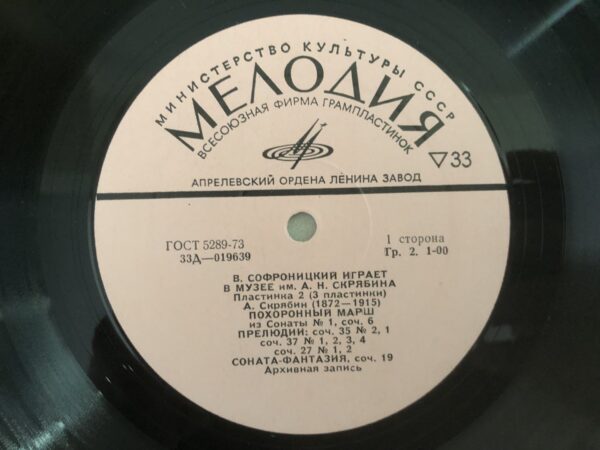 МИНИСТЕРСТВО КУЛЬТУРЫ СССР
МЕЛОДИЯ
ВСЕСОЮЗНАЯ ФИРМА ГРАМПЛАСТИНОК
▽33
АПРЕЛЕВСКИЙ ОРДЕНА ЛЕНИНА ЗАВОД
ГОСТ 5289-73
33Д—019639
1 сторона
Гр. 2. 1-00
В. СОФРОНИЦКИЙ ИГРАЕТ
В МУЗЕЕ им. А. Н. СКРЯБИНА
Пластинка 2 (3 пластинки)
А. Скрябин (1872—1915)
ПОХОРОННЫЙ МАРШ
из Сонаты № 1, соч. 6
ПРЕЛЮДИИ: соч. 35 № 2, 1
соч. 37 № 1, 2, 3, 4
соч. 27 № 1, 2
СОНАТА-ФАНТАЗИЯ, соч. 19
Архивная запись